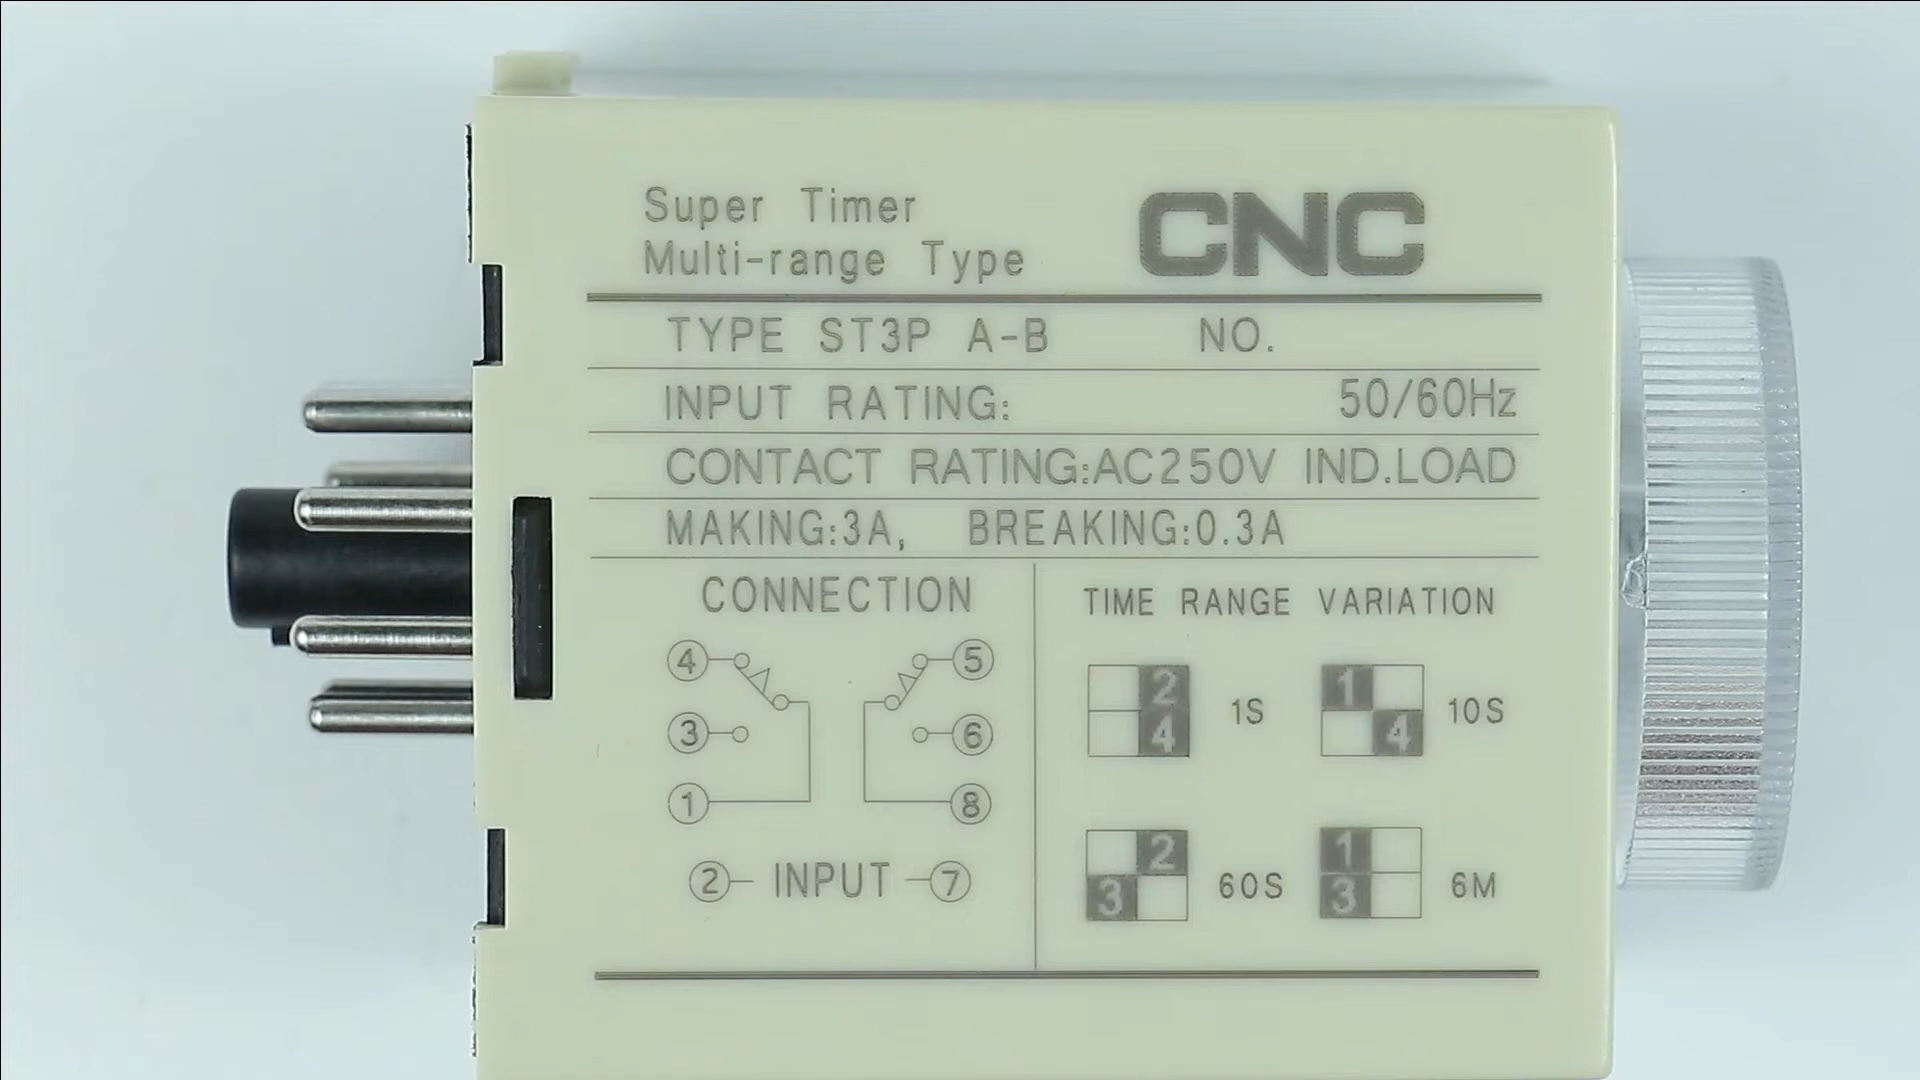 Super Timer
Multi-range Type
CNC
TYPE ST3P A-B NO.
INPUT RATING: 50/60Hz
CONTACT RATING:AC250V IND.LOAD
MAKING:3A, BREAKING:0.3A
CONNECTION
4 5
3 6
1 8
2 INPUT 7
TIME RANGE VARIATION
2 4 1S
1 4 10S
2 3 60S
1 3 6M